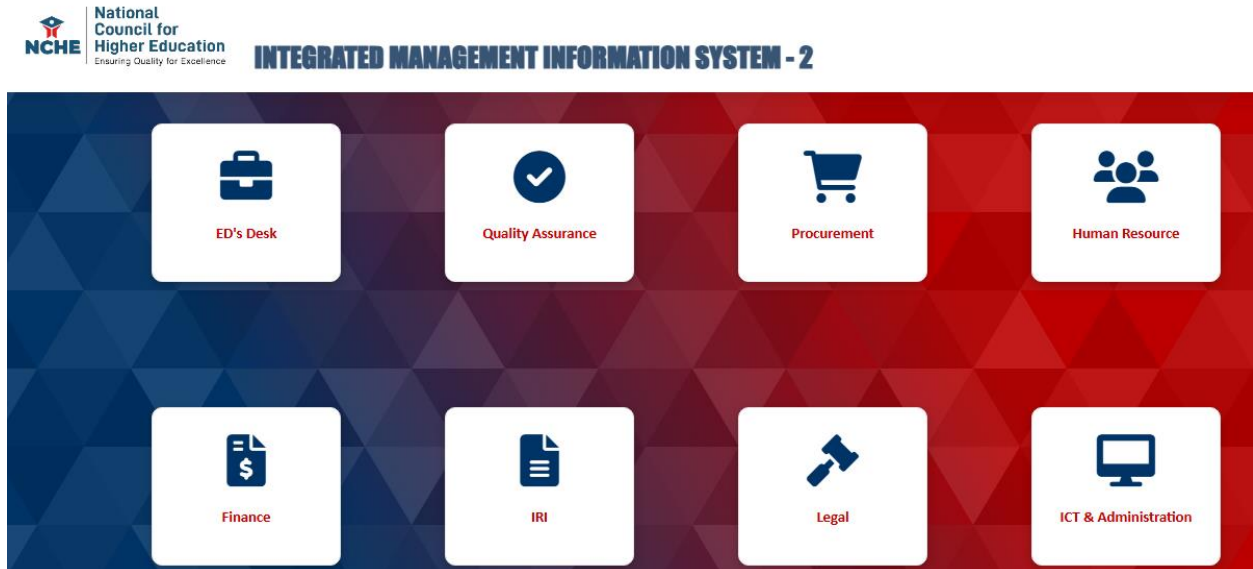 National
Council for
NCHE Higher Education
Ensuring Quality for Excellence
INTEGRATED MANAGEMENT INFORMATION SYSTEM - 2
ED's Desk
Quality Assurance
Procurement
Human Resource
$
Finance
IRI
Legal
ICT & Administration